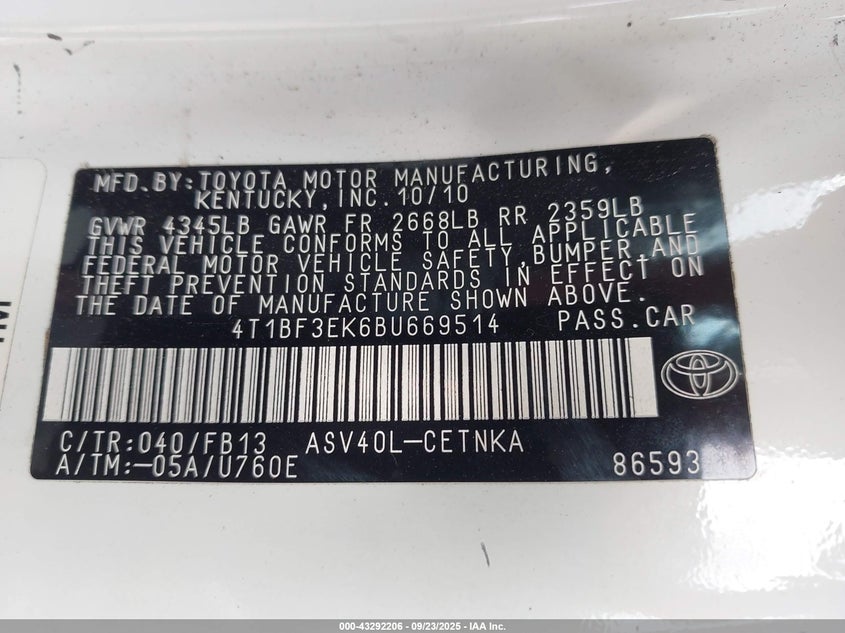 MFD.BY:TOYOTA MOTOR MANUFACTURING,
KENTUCKY, INC. 10/10
GVWR 4345LB GAWR FR 2668LB RR 2359LB
THIS VEHICLE CONFORMS TO ALL APPLICABLE
FEDERAL MOTOR VEHICLE SAFETY,BUMPER,AND
THEFT PREVENTION STANDARDS IN EFFECT ON
THE DATE OF MANUFACTURE SHOWN ABOVE.
4T1BF3EK6BU669514 PASS.CAR
C/TR:040/FB13 ASV40L-CETNKA
A/TM:-05A/U760E 86593
000-43292206 - 09/23/2025 - IAA Inc.